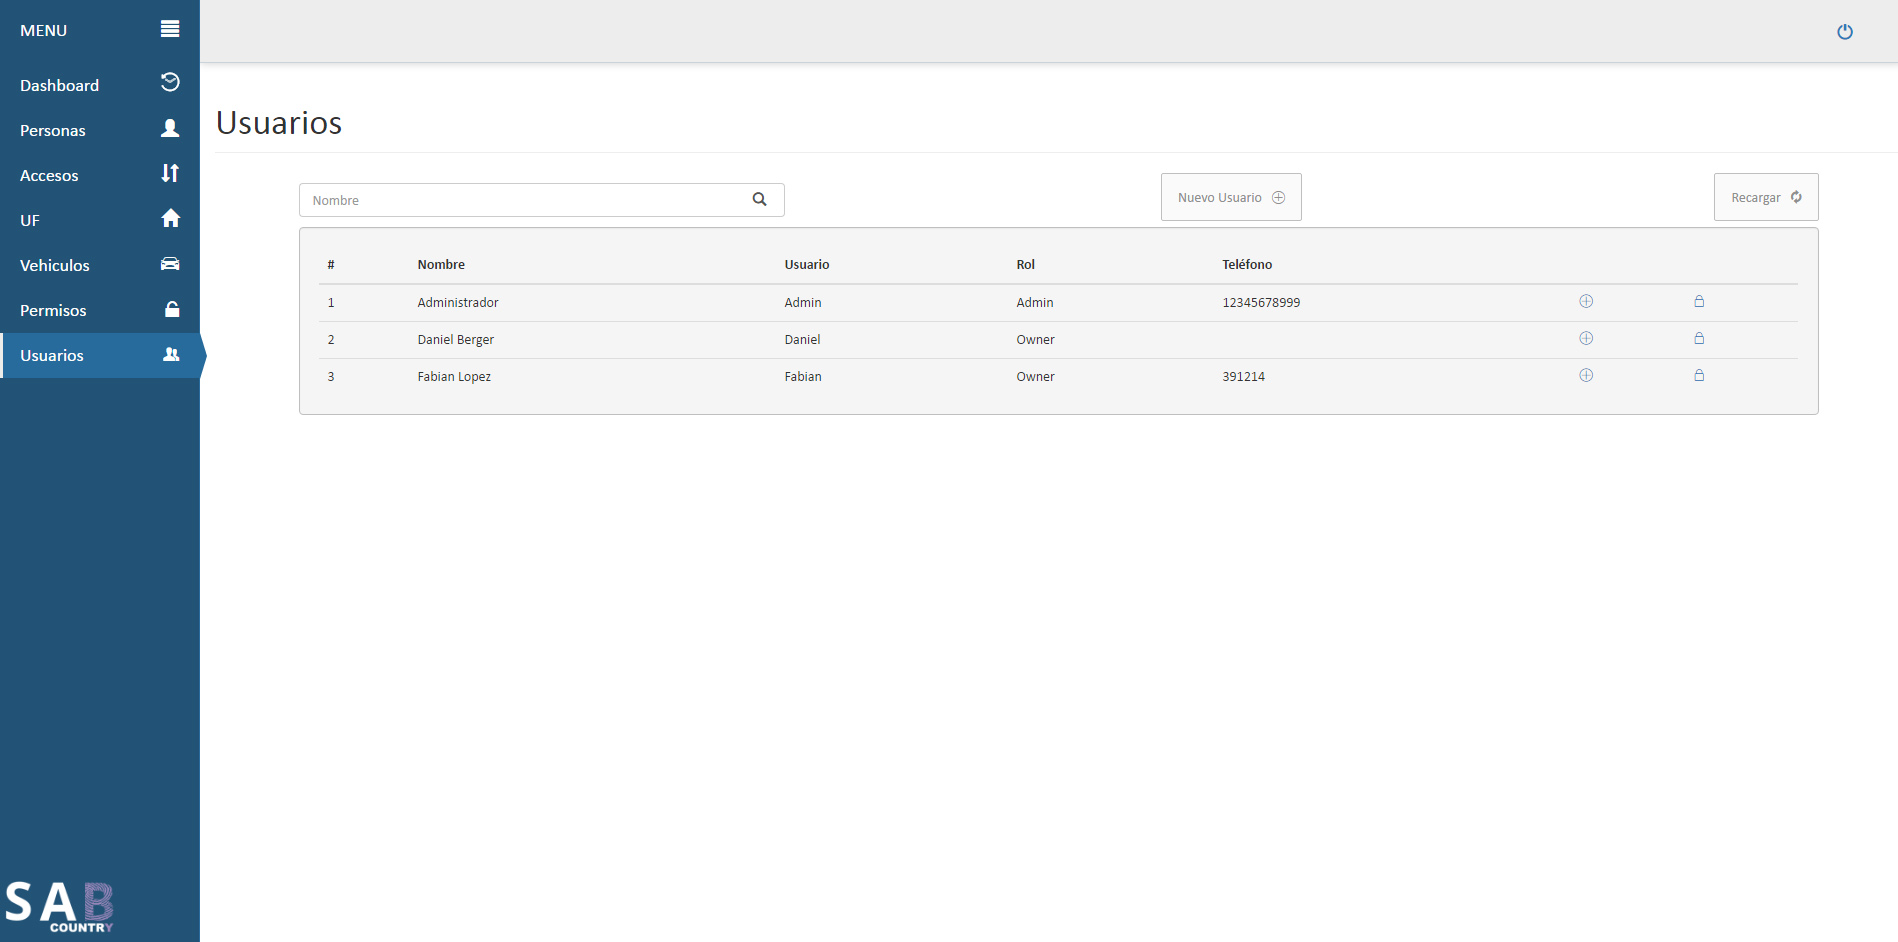 MENU
Dashboard
Personas
Accesos
UF
Vehiculos
Permisos
Usuarios
SAB
COUNTRY
Usuarios
Nombre
Nuevo Usuario
Recargar
# Nombre Usuario Rol Teléfono
1 Administrador Admin Admin 12345678999
2 Daniel Berger Daniel Owner
3 Fabian Lopez Fabian Owner 391214